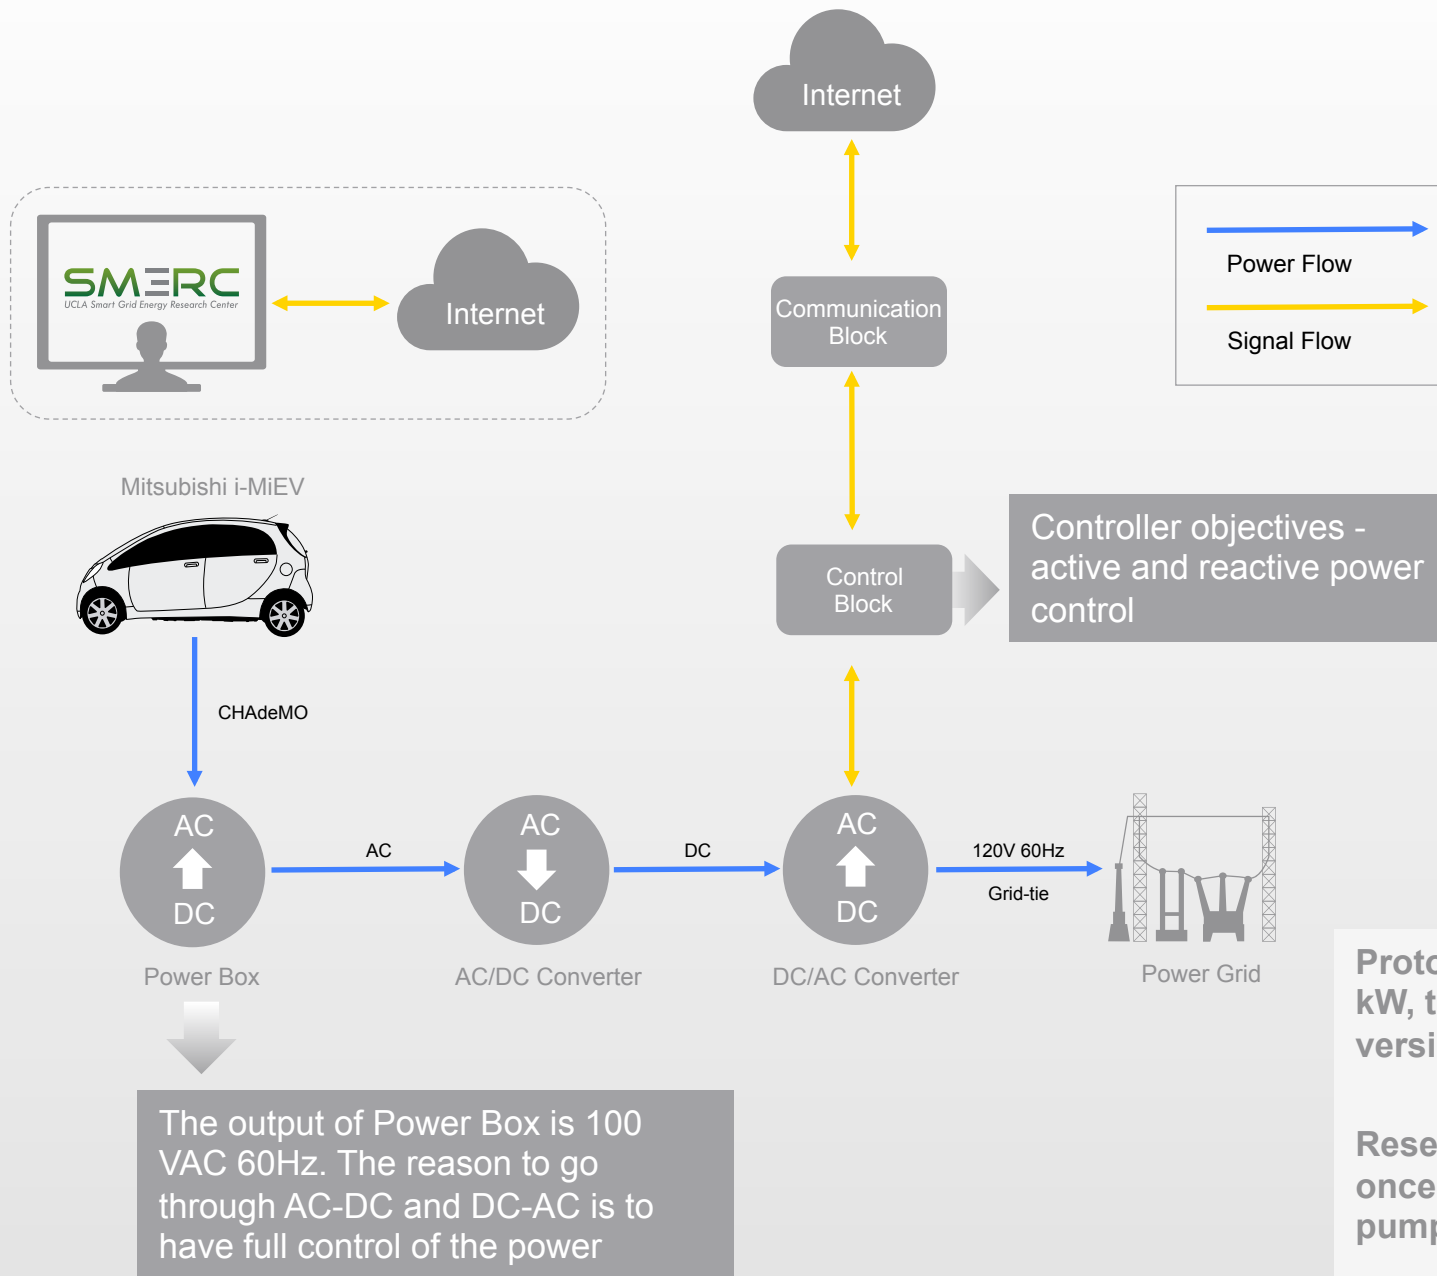 Internet
SMERC
UCLA Smart Grid Energy Research Center
Internet
Communication
Block
Power Flow
Signal Flow
Mitsubishi i-MiEV
Control
Block
Controller objectives -
active and reactive power
control
CHAdeMO
AC
DC
AC
AC
DC
DC
AC
DC
120V 60Hz
Grid-tie
Power Box
AC/DC Converter
DC/AC Converter
Power Grid
The output of Power Box is 100
VAC 60Hz. The reason to go
through AC-DC and DC-AC is to
have full control of the power
kW,
once